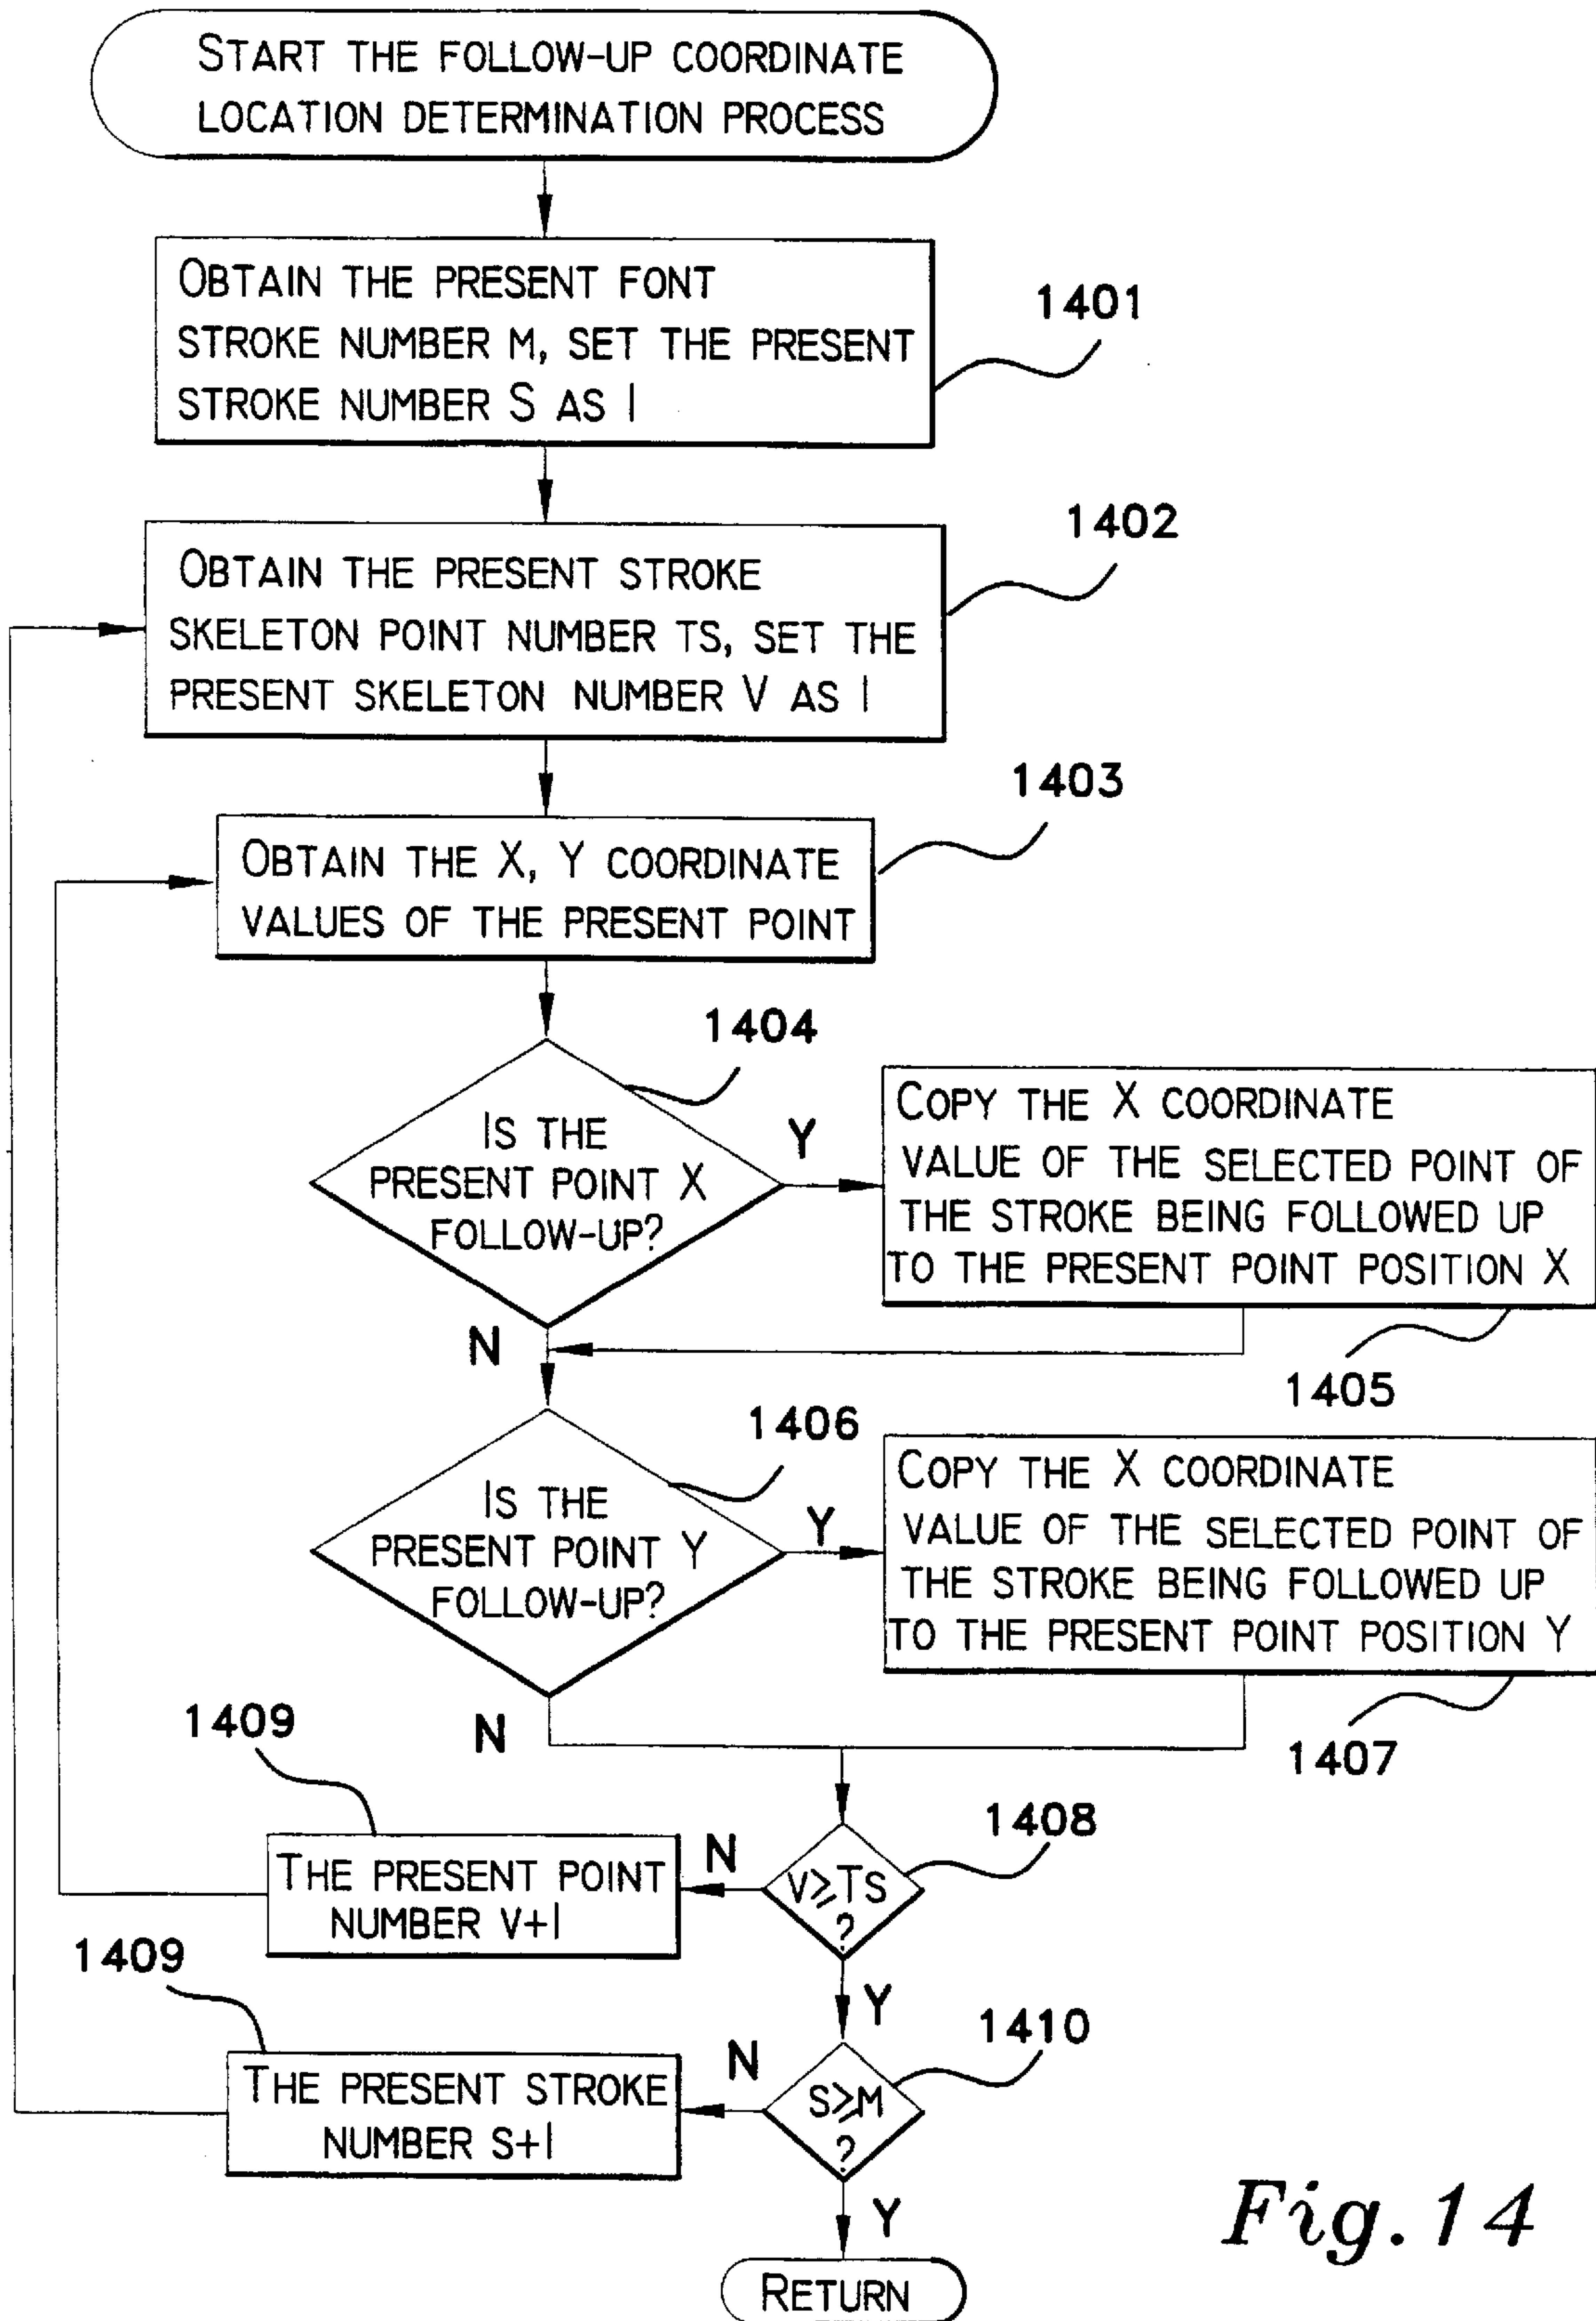 START THE FOLLOW-UP COORDINATE
LOCATION DETERMINATION PROCESS
OBTAIN THE PRESENT FONT
STROKE NUMBER M, SET THE PRESENT
STROKE NUMBER S AS 1
1401
OBTAIN THE PRESENT STROKE
SKELETON POINT NUMBER TS, SET THE
PRESENT SKELETON NUMBER V AS 1
1402
OBTAIN THE X, Y COORDINATE
VALUES OF THE PRESENT POINT
1403
IS THE
PRESENT POINT X
FOLLOW-UP?
1404
Y
COPY THE X COORDINATE
VALUE OF THE SELECTED POINT OF
THE STROKE BEING FOLLOWED UP
TO THE PRESENT POINT POSITION X
1405
N
IS THE
PRESENT POINT Y
FOLLOW-UP?
1406
Y
COPY THE X COORDINATE
VALUE OF THE SELECTED POINT OF
THE STROKE BEING FOLLOWED UP
TO THE PRESENT POINT POSITION Y
1407
N
1409
THE PRESENT POINT
NUMBER V+1
N
V≥TS
?
1408
Y
1409
THE PRESENT STROKE
NUMBER S+1
N
S≥M
?
1410
Y
RETURN
Fig. 14